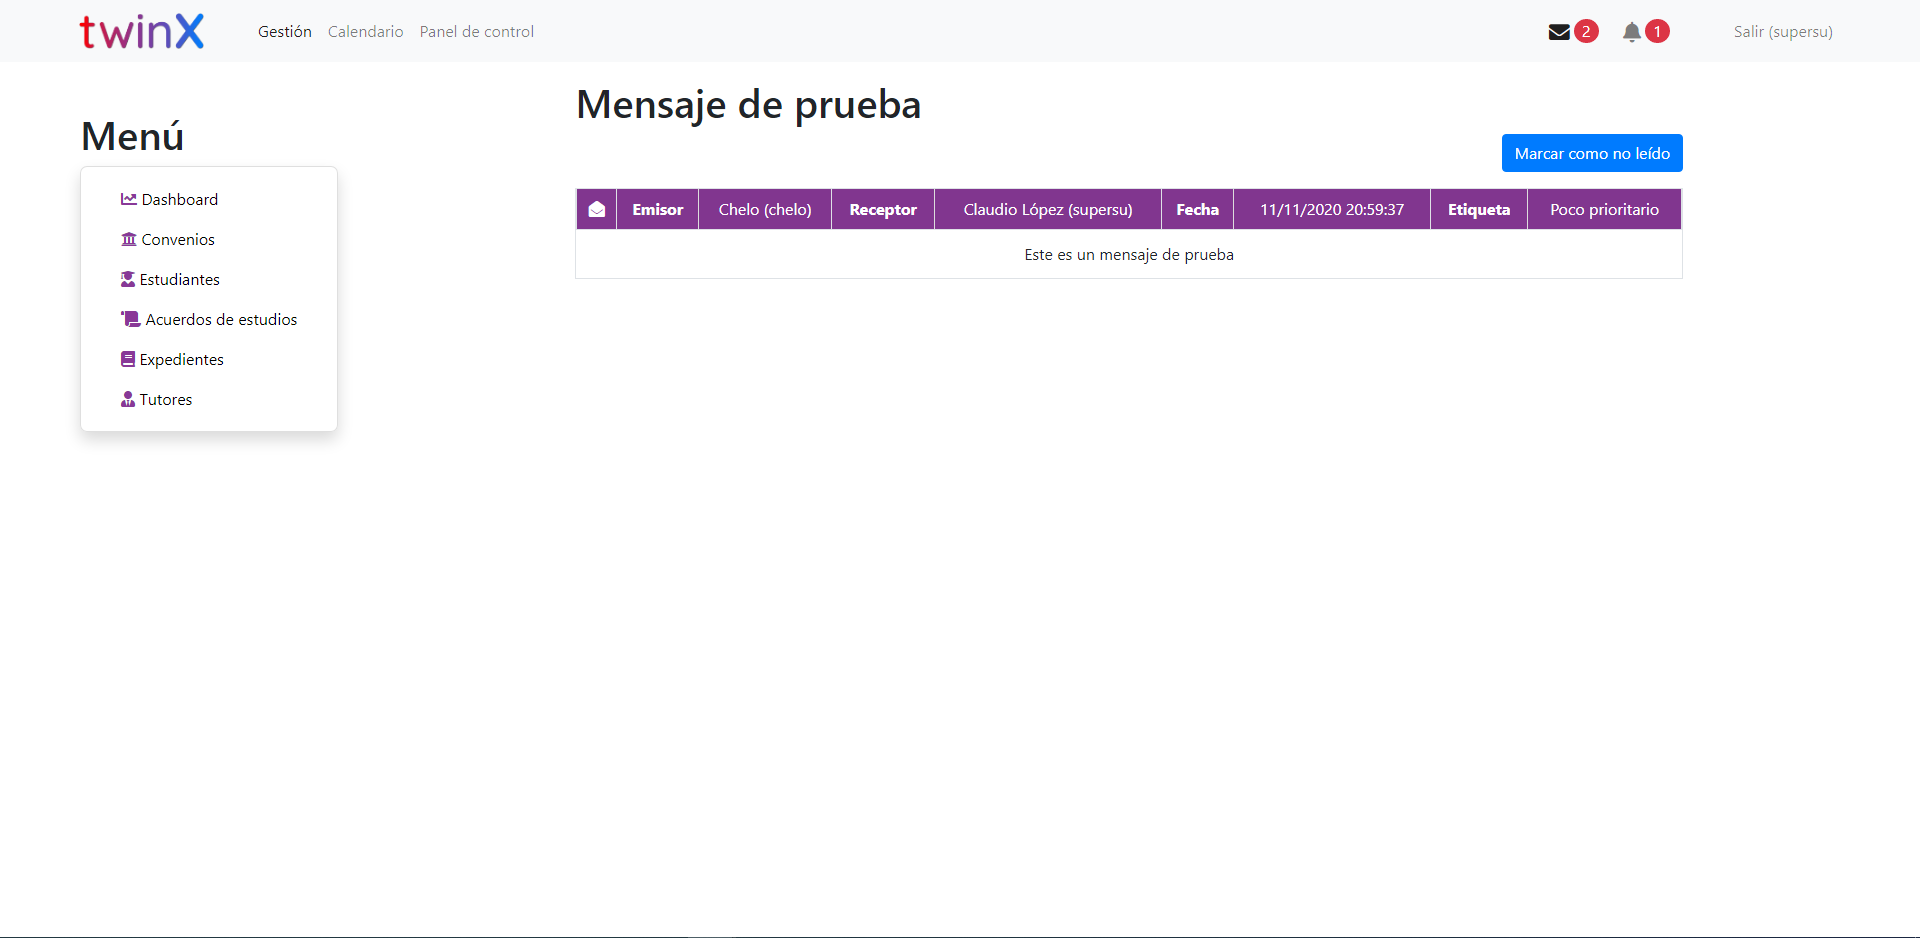 twinX Gestión Calendario Panel de control 2 1 Salir (supersu)
Menú
Dashboard
Convenios
Estudiantes
Acuerdos de estudios
Expedientes
Tutores
Mensaje de prueba
Marcar como no leído
Emisor Chelo (chelo) Receptor Claudio López (supersu) Fecha 11/11/2020 20:59:37 Etiqueta Poco prioritario
Este es un mensaje de prueba